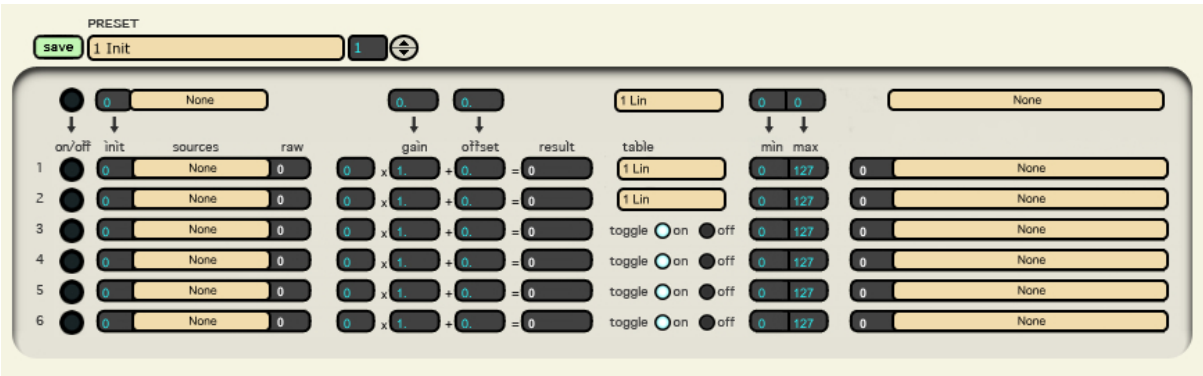 PRESET
save 1 Init 1
0 None 0. 0. 1 Lin 0 0 None
on/off init sources raw gain offset result table min max
1 0 None 0 0 x 1. + 0. = 0 1 Lin 0 127 0 None
2 0 None 0 0 x 1. + 0. = 0 1 Lin 0 127 0 None
3 0 None 0 0 x 1. + 0. = 0 toggle on off 0 127 0 None
4 0 None 0 0 x 1. + 0. = 0 toggle on off 0 127 0 None
5 0 None 0 0 x 1. + 0. = 0 toggle on off 0 127 0 None
6 0 None 0 0 x 1. + 0. = 0 toggle on off 0 127 0 None